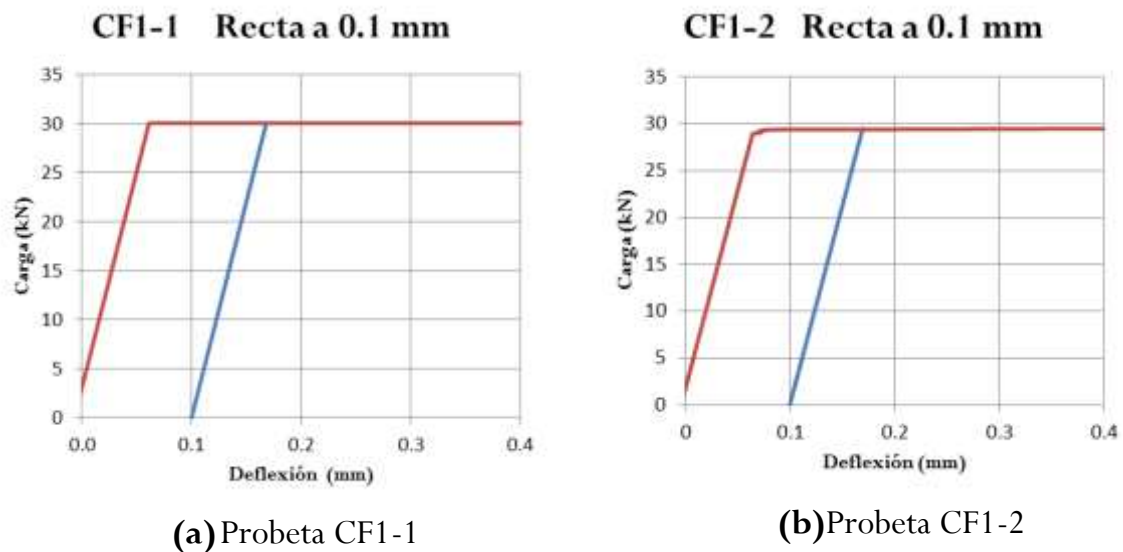 CF1-1 Recta a 0.1 mm
35
30
25
20
15
10
5
0
Carga (kN)
0.0 0.1 0.2 0.3 0.4
Deflexión (mm)
(a) Probeta CF1-1
CF1-2 Recta a 0.1 mm
35
30
25
20
15
10
5
0
Carga (kN)
0 0.1 0.2 0.3 0.4
Deflexión (mm)
(b)Probeta CF1-2